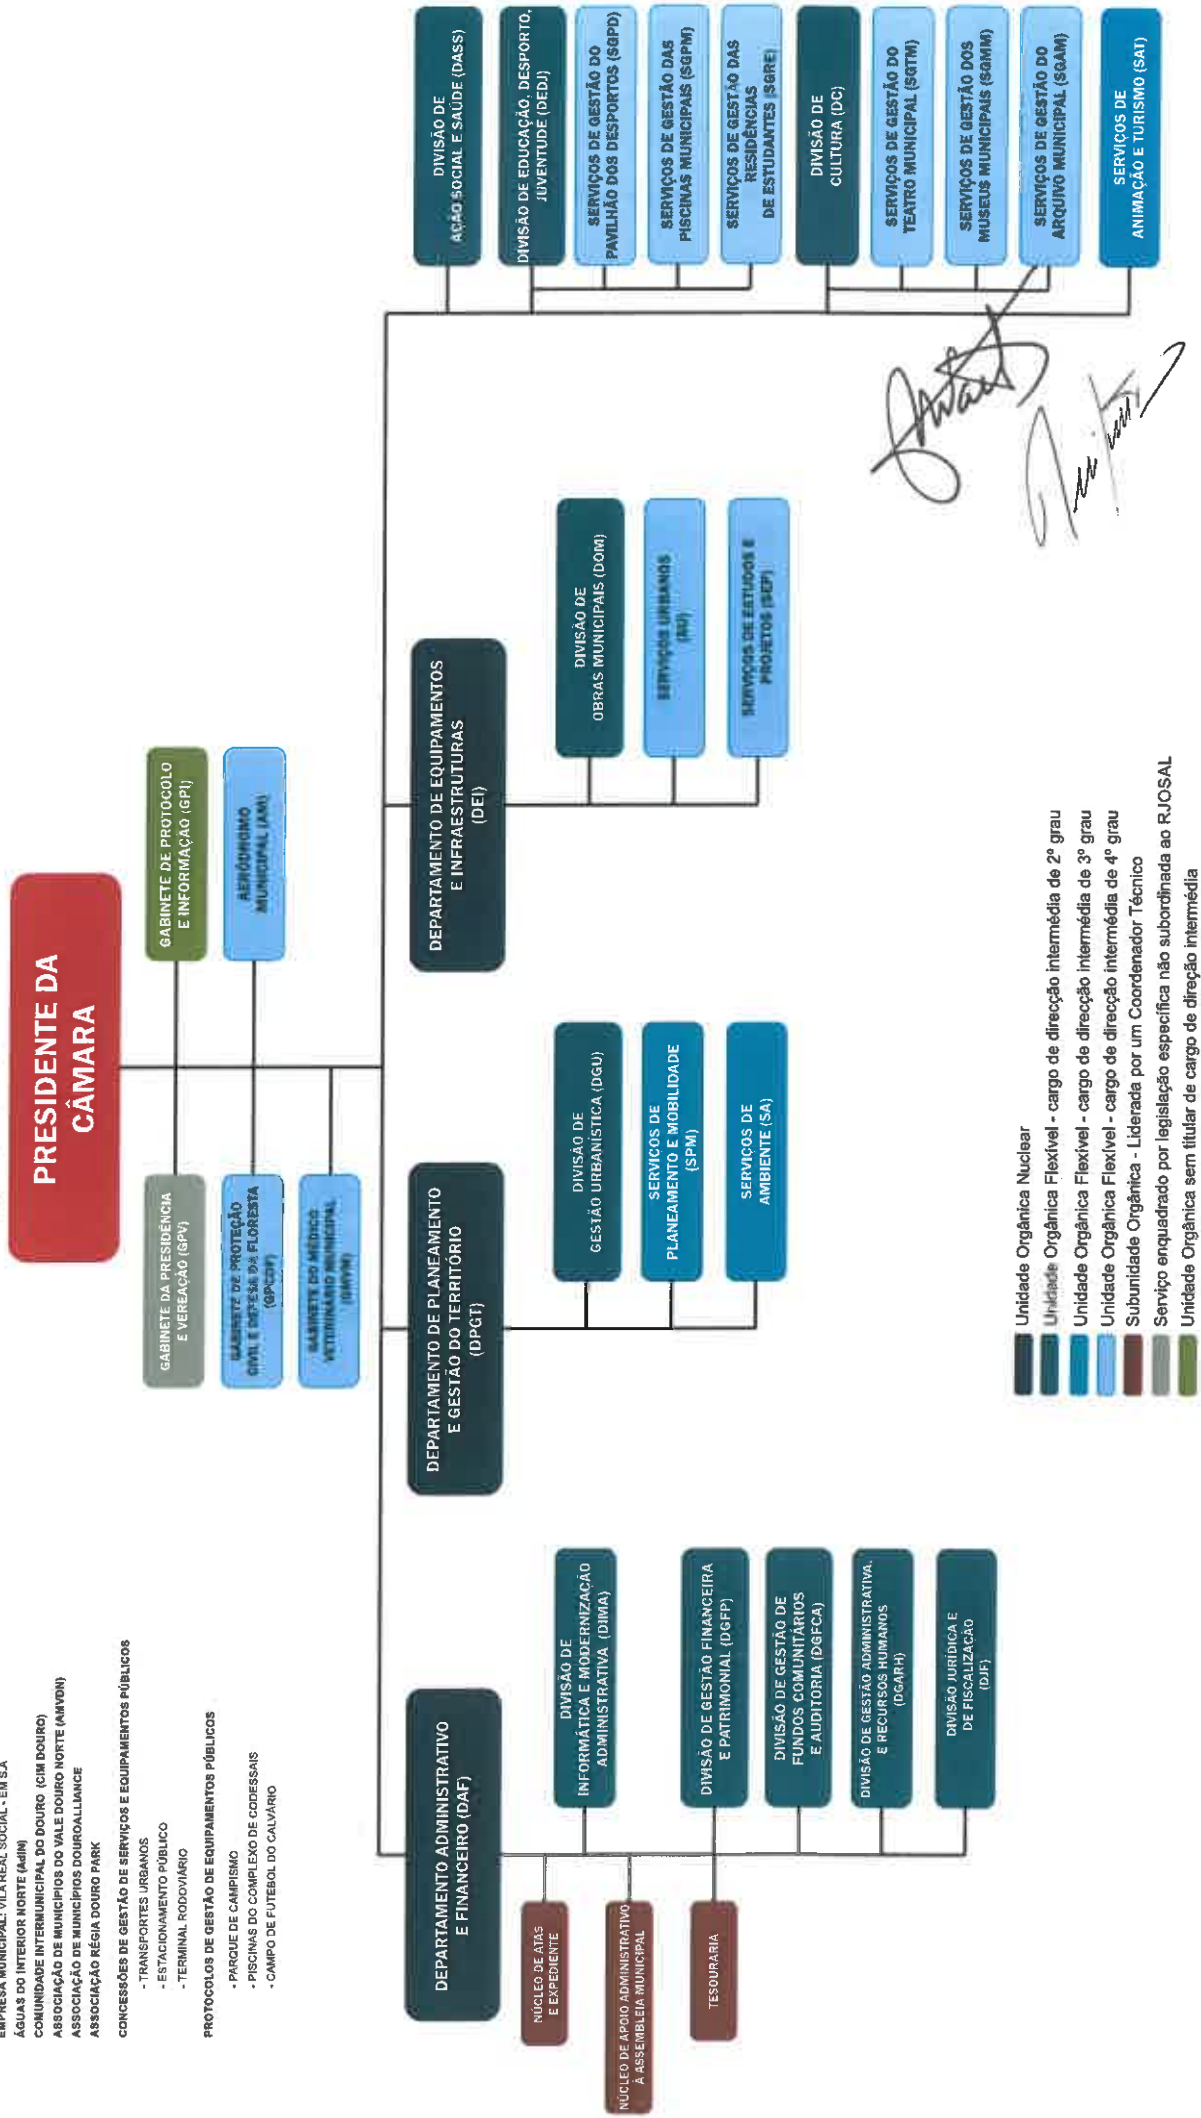 EMPRESA MUNICIPAL: VILA REAL SOCIAL - EM S.A
ÁGUAS DO INTERIOR NORTE (AdIN)
COMUNIDADE INTERMUNICIPAL DO DOURO (CIM DOURO)
ASSOCIAÇÃO DE MUNICÍPIOS DO VALE DOURO NORTE (AMVDN)
ASSOCIAÇÃO DE MUNICÍPIOS DOUROALLIANCE
ASSOCIAÇÃO RÉGIA DOURO PARK
CONCESSÕES DE GESTÃO DE SERVIÇOS E EQUIPAMENTOS PÚBLICOS
- TRANSPORTES URBANOS
- ESTACIONAMENTO PÚBLICO
- TERMINAL RODOVIÁRIO
PROTOCOLOS DE GESTÃO DE EQUIPAMENTOS PÚBLICOS
- PARQUE DE CAMPISMO
- PISCINAS DO COMPLEXO DE CODESSAIS
- CAMPO DE FUTEBOL DO CALVÁRIO
PRESIDENTE DA
CÂMARA
GABINETE DA PRESIDÊNCIA
E VEREAÇÃO (GPV)
GABINETE DE PROTOCOLO
E INFORMAÇÃO (GPI)
GABINETE DE PROTEÇÃO
CIVIL E DEFESA DA FLORESTA
(GPCDF)
AERÓDROMO
MUNICIPAL (AM)
GABINETE DO MÉDICO
VETERINÁRIO MUNICIPAL
(GMVM)
DEPARTAMENTO ADMINISTRATIVO
E FINANCEIRO (DAF)
NÚCLEO DE ATAS
E EXPEDIENTE
NÚCLEO DE APOIO ADMINISTRATIVO
À ASSEMBLEIA MUNICIPAL
TESOURARIA
DIVISÃO DE
INFORMÁTICA E MODERNIZAÇÃO
ADMINISTRATIVA (DIMA)
DIVISÃO DE GESTÃO FINANCEIRA
E PATRIMONIAL (DGFP)
DIVISÃO DE GESTÃO DE
FUNDOS COMUNITÁRIOS
E AUDITORIA (DGFCA)
DIVISÃO DE GESTÃO ADMINISTRATIVA.
E RECURSOS HUMANOS
(DGARH)
DIVISÃO JURÍDICA E
DE FISCALIZAÇÃO
(DJF)
DEPARTAMENTO DE PLANEAMENTO
E GESTÃO DO TERRITÓRIO
(DPGT)
DIVISÃO DE
GESTÃO URBANÍSTICA (DGU)
SERVIÇOS DE
PLANEAMENTO E MOBILIDADE
(SPM)
SERVIÇOS DE
AMBIENTE (SA)
DEPARTAMENTO DE EQUIPAMENTOS
E INFRAESTRUTURAS
(DEI)
DIVISÃO DE
OBRAS MUNICIPAIS (DOM)
SERVIÇOS URBANOS
(SU)
SERVIÇOS DE ESTUDOS E
PROJETOS (SEP)
DIVISÃO DE
AÇÃO SOCIAL E SAÚDE (DASS)
DIVISÃO DE EDUCAÇÃO, DESPORTO,
JUVENTUDE (DEDJ)
SERVIÇOS DE GESTÃO DO
PAVILHÃO DOS DESPORTOS (SGPD)
SERVIÇOS DE GESTÃO DAS
PISCINAS MUNICIPAIS (SGPM)
SERVIÇOS DE GESTÃO DAS
RESIDÊNCIAS
DE ESTUDANTES (SGRE)
DIVISÃO DE
CULTURA (DC)
SERVIÇOS DE GESTÃO DO
TEATRO MUNICIPAL (SGTM)
SERVIÇOS DE GESTÃO DOS
MUSEUS MUNICIPAIS (SGMM)
SERVIÇOS DE GESTÃO DO
ARQUIVO MUNICIPAL (SGAM)
SERVIÇOS DE
ANIMAÇÃO E TURISMO (SAT)
Unidade Orgânica Nuclear
Unidade Orgânica Flexível - cargo de direcção intermédia de 2º grau
Unidade Orgânica Flexível - cargo de direcção intermédia de 3º grau
Unidade Orgânica Flexível - cargo de direcção intermédia de 4º grau
Subunidade Orgânica - Liderada por um Coordenador Técnico
Serviço enquadrado por legislação específica não subordinada ao RJOSAL
Unidade Orgânica sem titular de cargo de direção intermédia